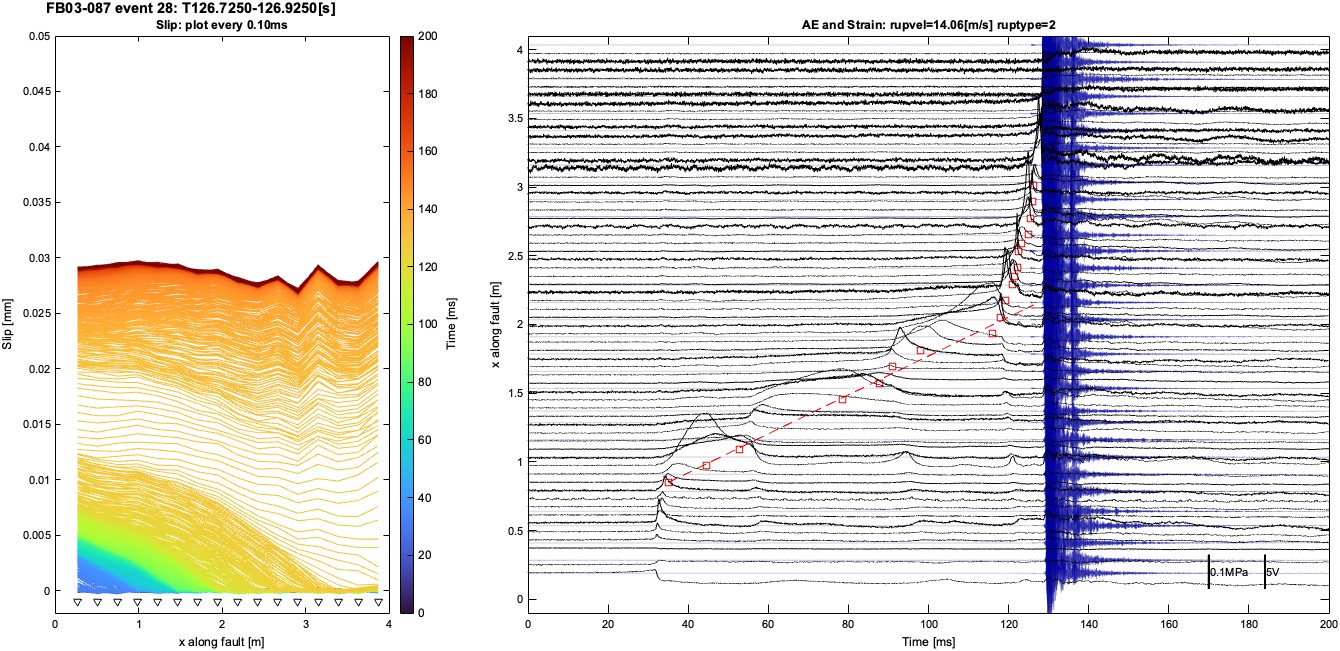 FB03-087 event 28: T126.7250-126.9250[s]
Slip: plot every 0.10ms
0.05
0.045
0.04
0.035
0.03
0.025
0.02
0.015
0.01
0.005
0
Slip [mm]
0 1 2 3 4
x along fault [m]
200
180
160
140
120
100
80
60
40
20
0
Time [ms]
AE and Strain: rupvel=14.06[m/s] ruptype=2
4
3.5
3
2.5
2
1.5
1
0.5
0
x along fault [m]
0.1MPa 5V
0 20 40 60 80 100 120 140 160 180 200
Time [ms]